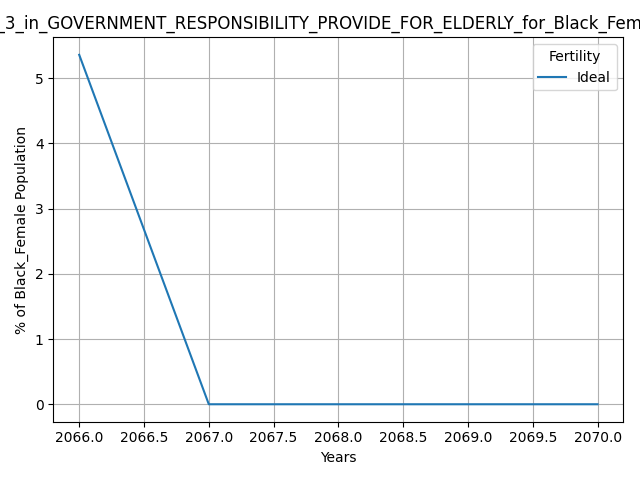 _3_in_GOVERNMENT_RESPONSIBILITY_PROVIDE_FOR_ELDERLY_for_Black_Fem
Fertility
Ideal
% of Black_Female Population
5
4
3
2
1
0
2066.0 2066.5 2067.0 2067.5 2068.0 2068.5 2069.0 2069.5 2070.0
Years